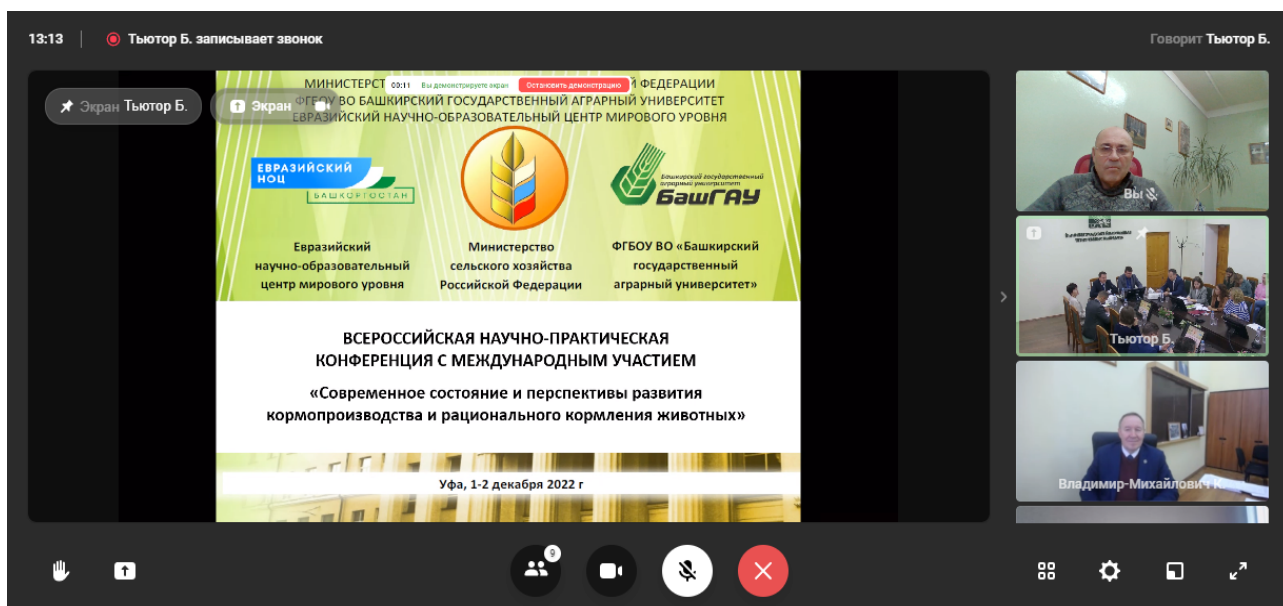 13:13
Тьютор Б. записывает звонок
Говорит Тьютор Б.
Экран Тьютор Б.
Экран
МИНИСТЕРСТ
Й ФЕДЕРАЦИИ
00:11 Вы демонстрируете экран Остановить демонстрацию
ФГБОУ ВО БАШКИРСКИЙ ГОСУДАРСТВЕННЫЙ АГРАРНЫЙ УНИВЕРСИТЕТ
ЕВРАЗИЙСКИЙ НАУЧНО-ОБРАЗОВАТЕЛЬНЫЙ ЦЕНТР МИРОВОГО УРОВНЯ
ЕВРАЗИЙСКИЙ
НОЦ
БАШКОРТОСТАН
Башкирский государственный
аграрный университет
БашГАУ
Евразийский
научно-образовательный
центр мирового уровня
Министерство
сельского хозяйства
Российской Федерации
ФГБОУ ВО «Башкирский
государственный
аграрный университет»
ВСЕРОССИЙСКАЯ НАУЧНО-ПРАКТИЧЕСКАЯ
КОНФЕРЕНЦИЯ С МЕЖДУНАРОДНЫМ УЧАСТИЕМ
«Современное состояние и перспективы развития
кормопроизводства и рационального кормления животных»
Уфа, 1-2 декабря 2022 г
Вы
Тьютор Б.
Владимир-Михайлович К.
9